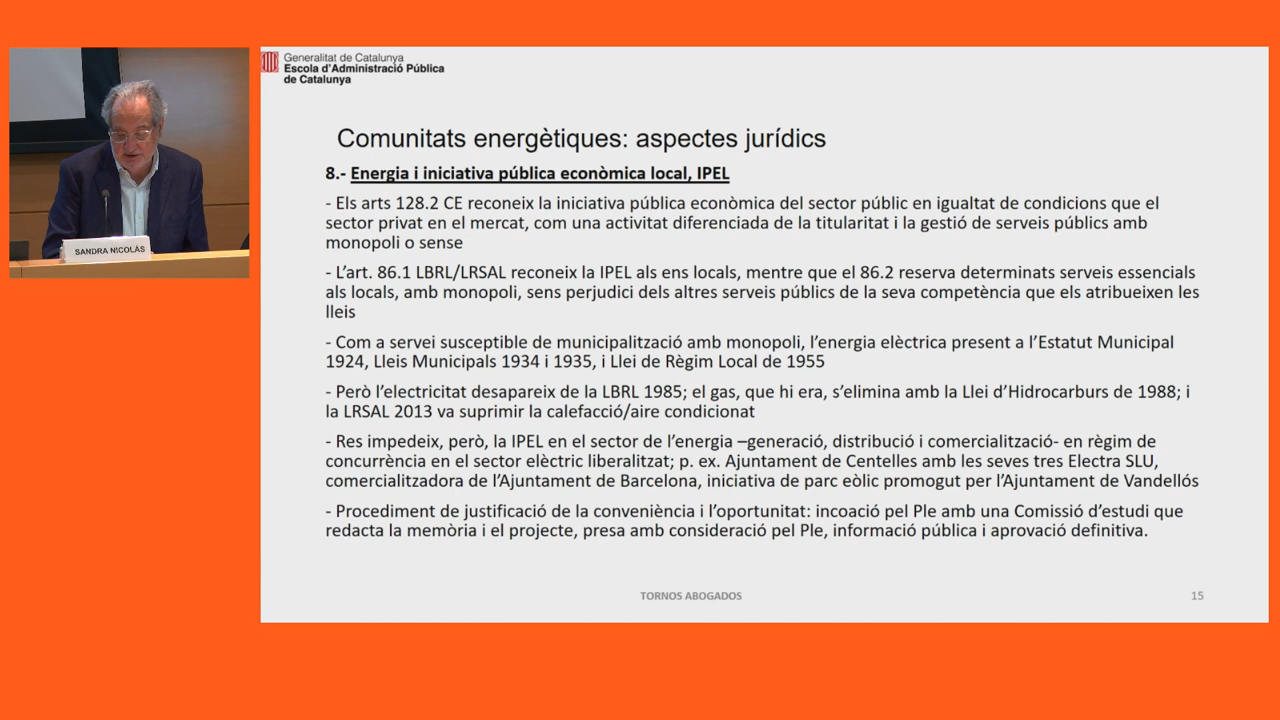 Generalitat de Catalunya
Escola d'Administració Pública
de Catalunya
SANDRA NICOLÀS
Comunitats energètiques: aspectes jurídics
8.- Energia i iniciativa pública econòmica local, IPEL
- Els arts 128.2 CE reconeix la iniciativa pública econòmica del sector públic en igualtat de condicions que el
sector privat en el mercat, com una activitat diferenciada de la titularitat i la gestió de serveis públics amb
monopoli o sense
- L'art. 86.1 LBRL/LRSAL reconeix la IPEL als ens locals, mentre que el 86.2 reserva determinats serveis essencials
als locals, amb monopoli, sens perjudici dels altres serveis públics de la seva competència que els atribueixen les
lleis
- Com a servei susceptible de municipalització amb monopoli, l'energia elèctrica present a l'Estatut Municipal
1924, Lleis Municipals 1934 i 1935, i Llei de Règim Local de 1955
- Però l'electricitat desapareix de la LBRL 1985; el gas, que hi era, s'elimina amb la Llei d'Hidrocarburs de 1988; i
la LRSAL 2013 va suprimir la calefacció/aire condicionat
- Res impedeix, però, la IPEL en el sector de l'energia –generació, distribució i comercialització- en règim de
concurrència en el sector elèctric liberalitzat; p. ex. Ajuntament de Centelles amb les seves tres Electra SLU,
comercialitzadora de l'Ajuntament de Barcelona, iniciativa de parc eòlic promogut per l'Ajuntament de Vandellós
- Procediment de justificació de la conveniència i l'oportunitat: incoació pel Ple amb una Comissió d'estudi que
redacta la memòria i el projecte, presa amb consideració pel Ple, informació pública i aprovació definitiva.
TORNOS ABOGADOS
15